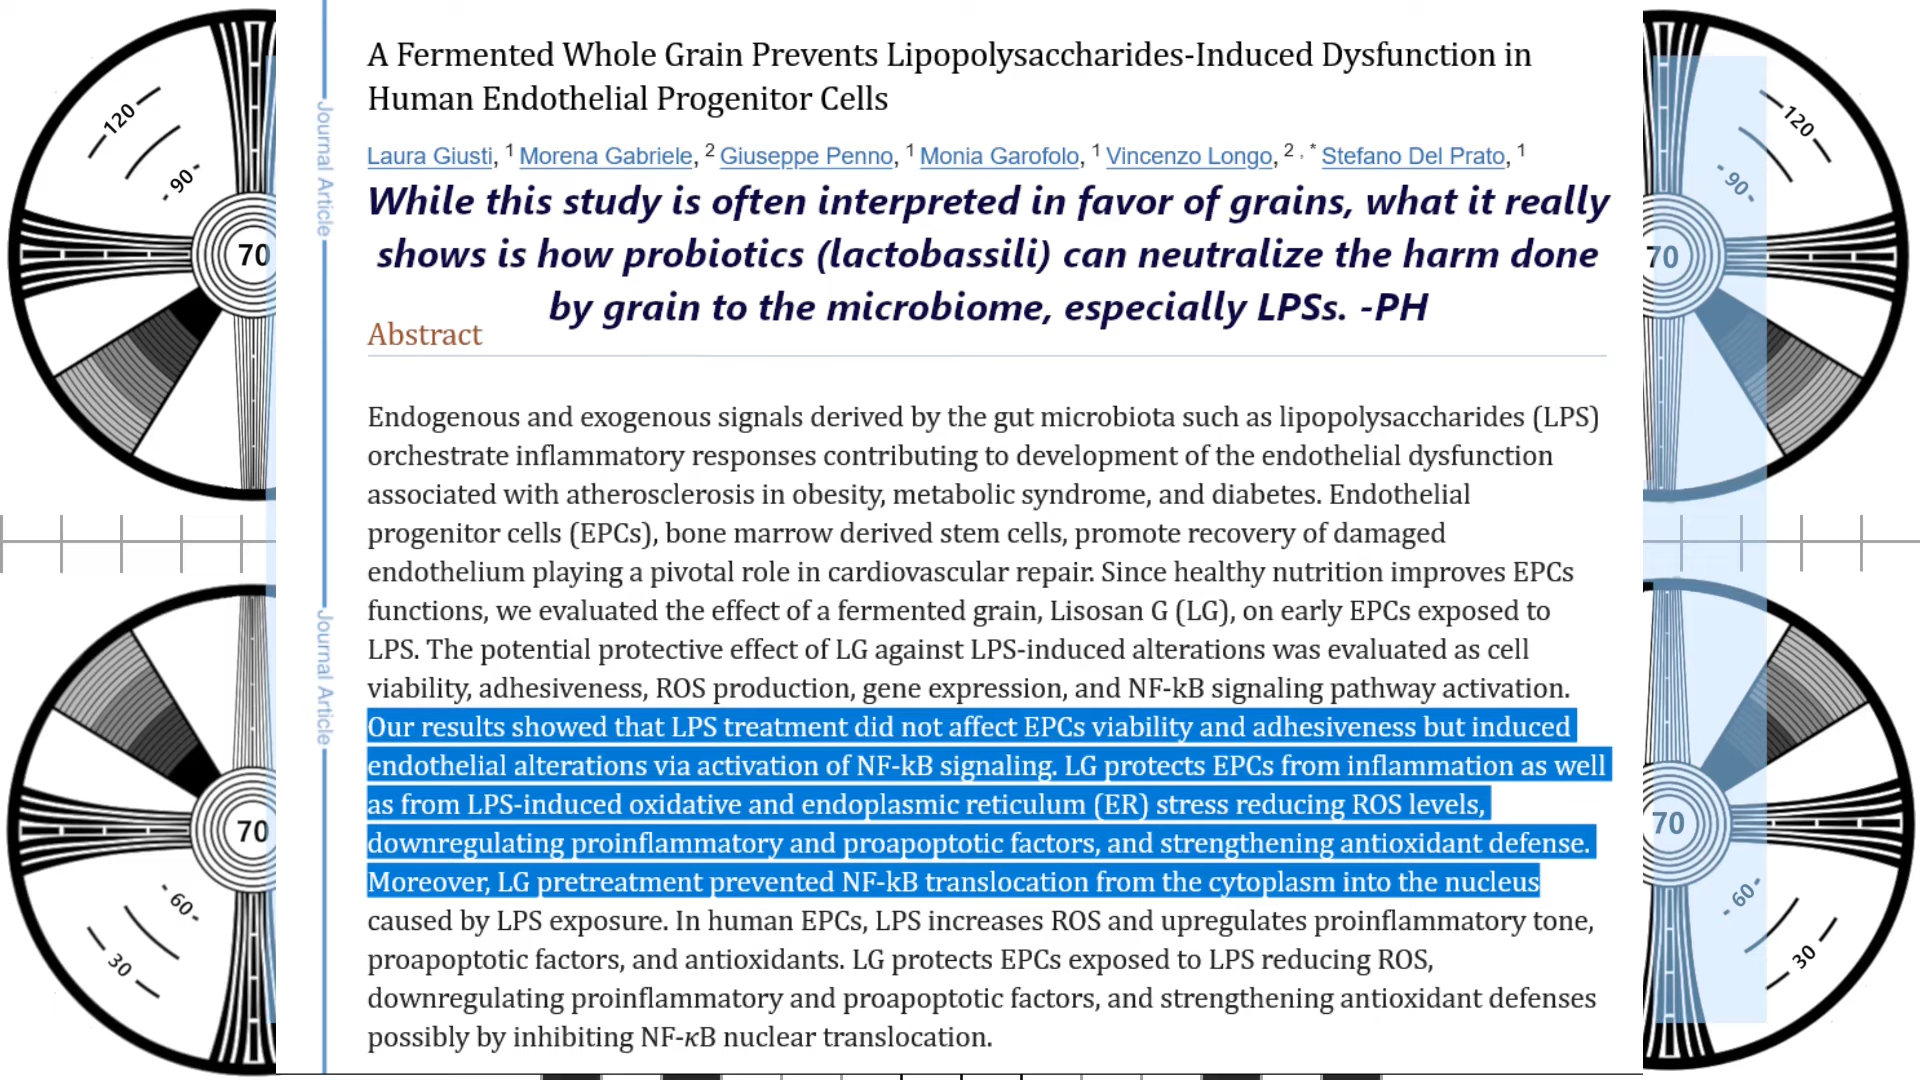 A Fermented Whole Grain Prevents Lipopolysaccharides-Induced Dysfunction in
Human Endothelial Progenitor Cells
Laura Giusti, 1 Morena Gabriele, 2 Giuseppe Penno, 1 Monia Garofolo, 1 Vincenzo Longo, 2 , * Stefano Del Prato, 1
While this study is often interpreted in favor of grains, what it really
shows is how probiotics (lactobassili) can neutralize the harm done
by grain to the microbiome, especially LPSs. -PH
Abstract
Endogenous and exogenous signals derived by the gut microbiota such as lipopolysaccharides (LPS)
orchestrate inflammatory responses contributing to development of the endothelial dysfunction
associated with atherosclerosis in obesity, metabolic syndrome, and diabetes. Endothelial
progenitor cells (EPCs), bone marrow derived stem cells, promote recovery of damaged
endothelium playing a pivotal role in cardiovascular repair. Since healthy nutrition improves EPCs
functions, we evaluated the effect of a fermented grain, Lisosan G (LG), on early EPCs exposed to
LPS. The potential protective effect of LG against LPS-induced alterations was evaluated as cell
viability, adhesiveness, ROS production, gene expression, and NF-kB signaling pathway activation.
Our results showed that LPS treatment did not affect EPCs viability and adhesiveness but induced
endothelial alterations via activation of NF-kB signaling. LG protects EPCs from inflammation as well
as from LPS-induced oxidative and endoplasmic reticulum (ER) stress reducing ROS levels,
downregulating proinflammatory and proapoptotic factors, and strengthening antioxidant defense.
Moreover, LG pretreatment prevented NF-kB translocation from the cytoplasm into the nucleus
caused by LPS exposure. In human EPCs, LPS increases ROS and upregulates proinflammatory tone,
proapoptotic factors, and antioxidants. LG protects EPCs exposed to LPS reducing ROS,
downregulating proinflammatory and proapoptotic factors, and strengthening antioxidant defenses
possibly by inhibiting NF-κB nuclear translocation.
Journal Article
Journal Article
120
- 90 -
70
70
- 60 -
30
120
- 90 -
70
70
- 60 -
30